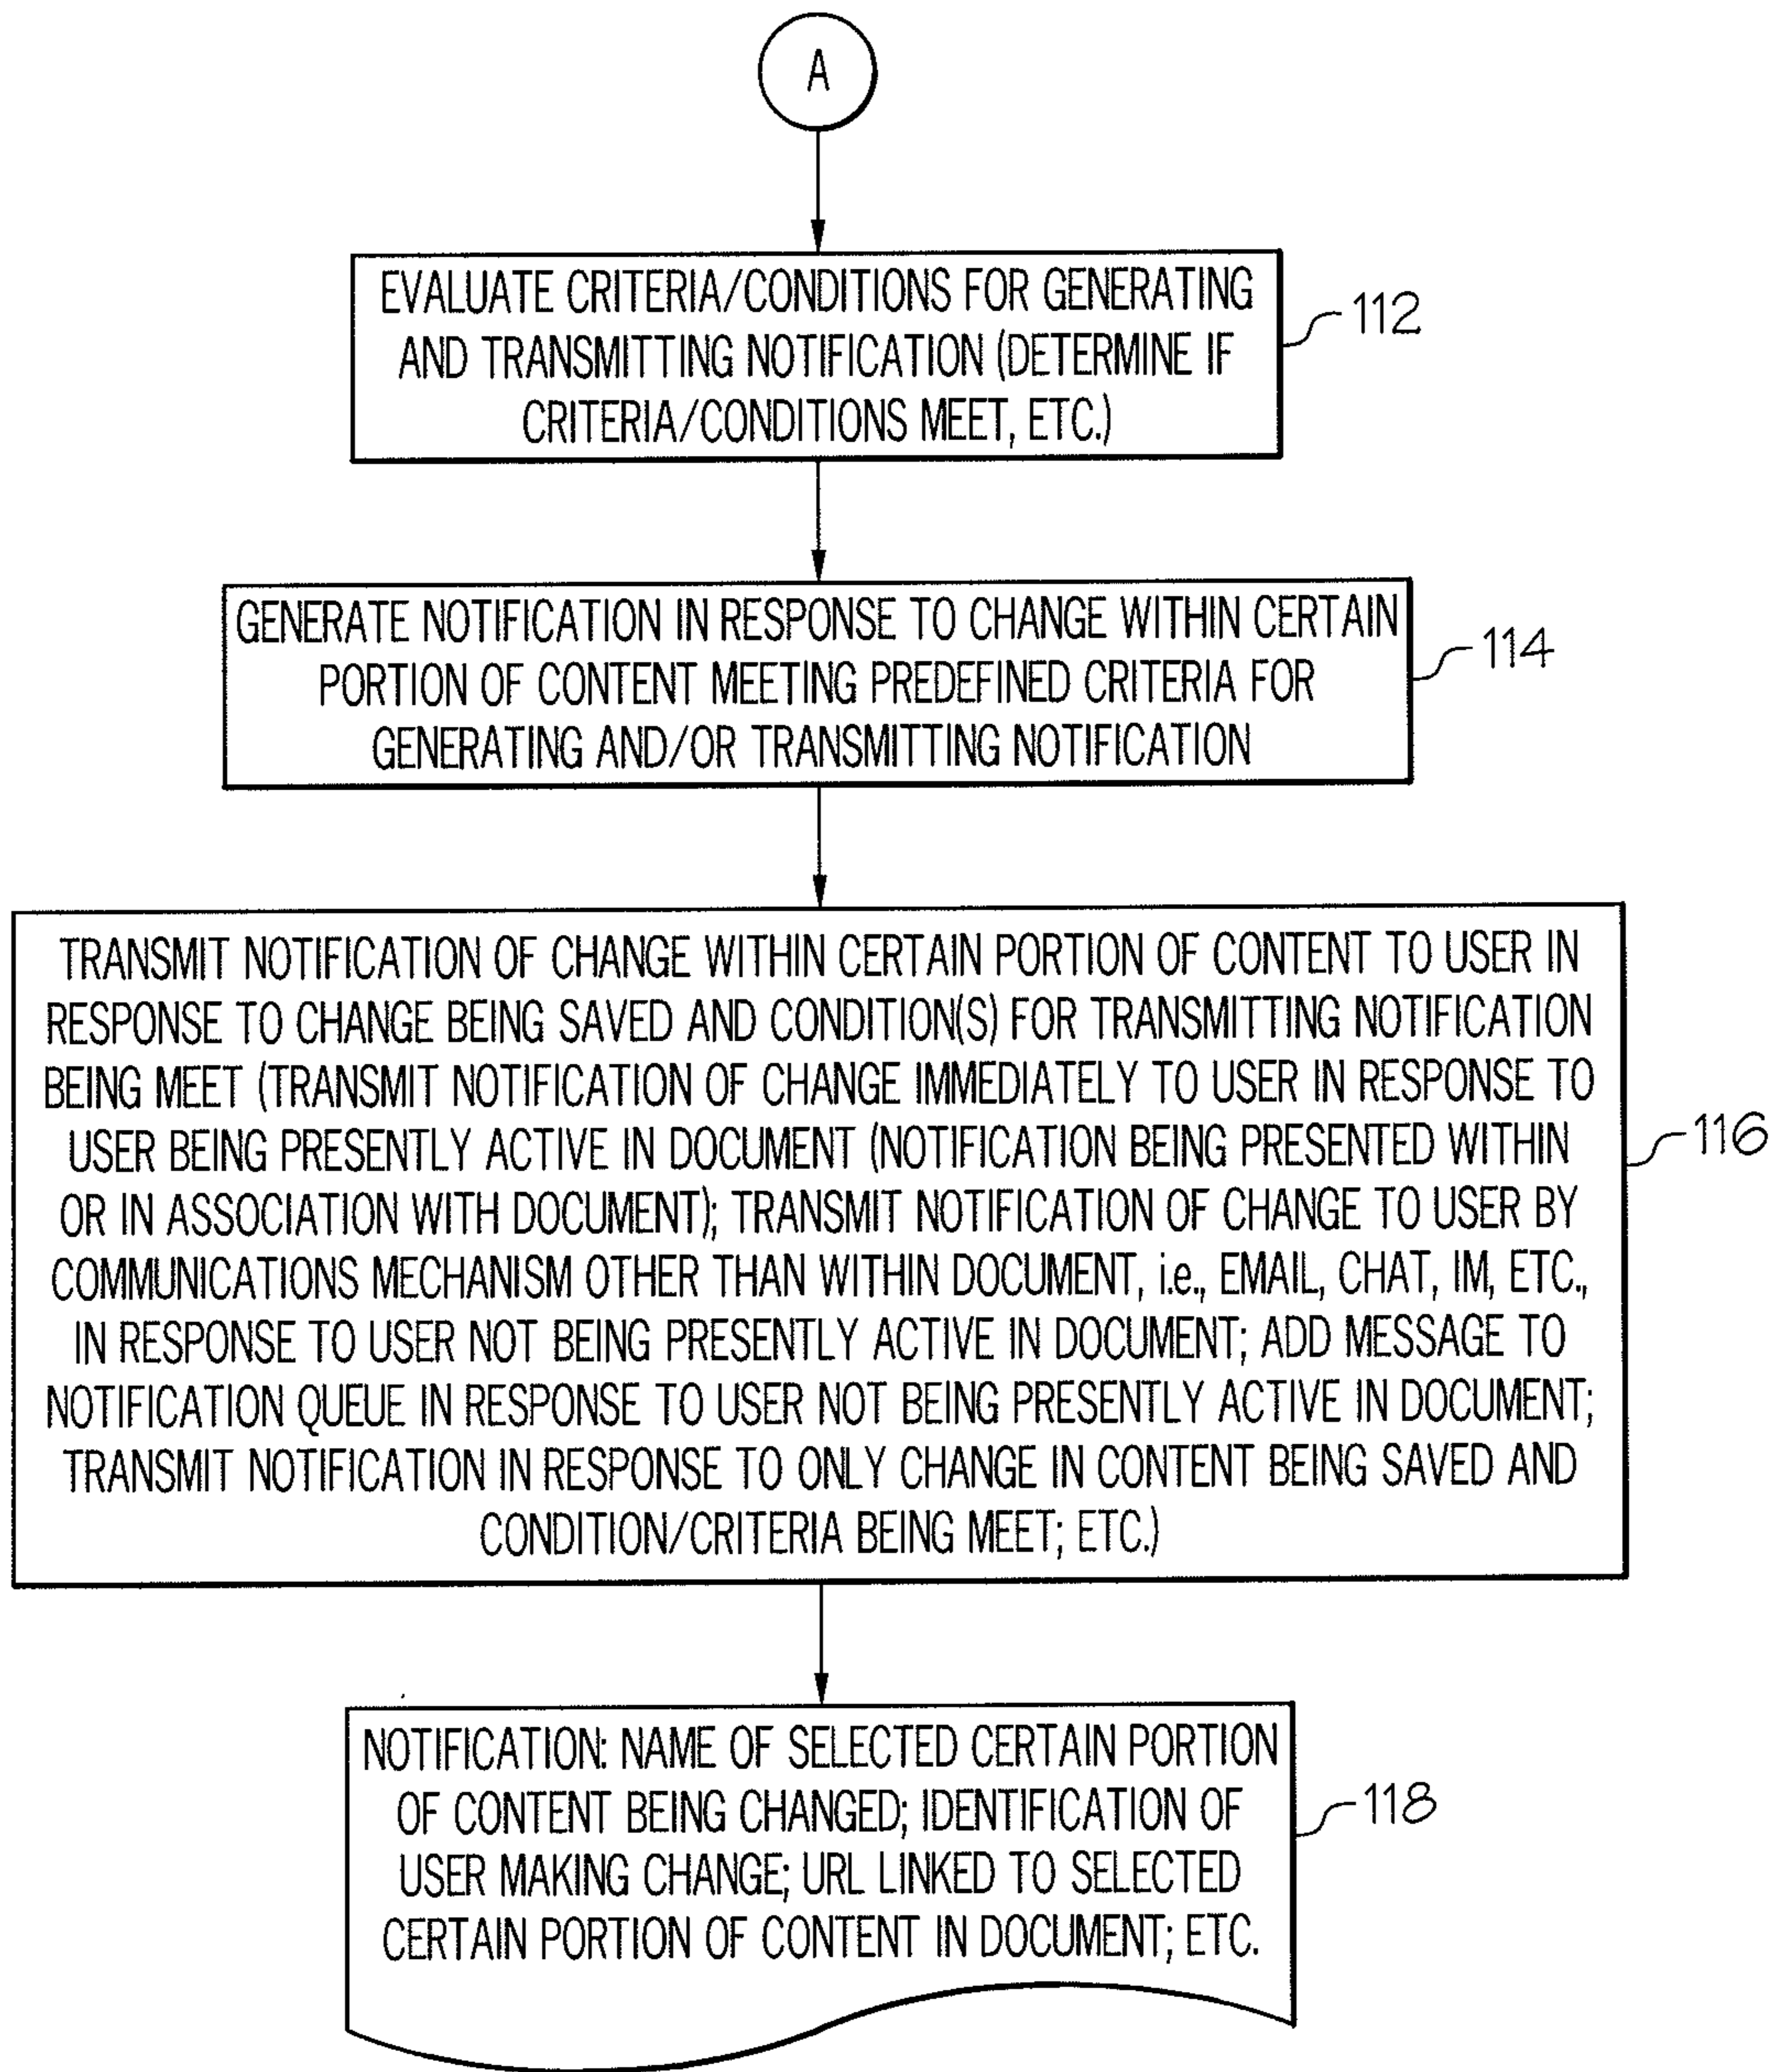 A
EVALUATE CRITERIA/CONDITIONS FOR GENERATING
AND TRANSMITTING NOTIFICATION (DETERMINE IF
CRITERIA/CONDITIONS MEET, ETC.)
112
GENERATE NOTIFICATION IN RESPONSE TO CHANGE WITHIN CERTAIN
PORTION OF CONTENT MEETING PREDEFINED CRITERIA FOR
GENERATING AND/OR TRANSMITTING NOTIFICATION
114
TRANSMIT NOTIFICATION OF CHANGE WITHIN CERTAIN PORTION OF CONTENT TO USER IN
RESPONSE TO CHANGE BEING SAVED AND CONDITION(S) FOR TRANSMITTING NOTIFICATION
BEING MEET (TRANSMIT NOTIFICATION OF CHANGE IMMEDIATELY TO USER IN RESPONSE TO
USER BEING PRESENTLY ACTIVE IN DOCUMENT (NOTIFICATION BEING PRESENTED WITHIN
OR IN ASSOCIATION WITH DOCUMENT); TRANSMIT NOTIFICATION OF CHANGE TO USER BY
COMMUNICATIONS MECHANISM OTHER THAN WITHIN DOCUMENT, i.e., EMAIL, CHAT, IM, ETC.,
IN RESPONSE TO USER NOT BEING PRESENTLY ACTIVE IN DOCUMENT; ADD MESSAGE TO
NOTIFICATION QUEUE IN RESPONSE TO USER NOT BEING PRESENTLY ACTIVE IN DOCUMENT;
TRANSMIT NOTIFICATION IN RESPONSE TO ONLY CHANGE IN CONTENT BEING SAVED AND
CONDITION/CRITERIA BEING MEET; ETC.)
116
NOTIFICATION: NAME OF SELECTED CERTAIN PORTION
OF CONTENT BEING CHANGED; IDENTIFICATION OF
USER MAKING CHANGE; URL LINKED TO SELECTED
CERTAIN PORTION OF CONTENT IN DOCUMENT; ETC.
118